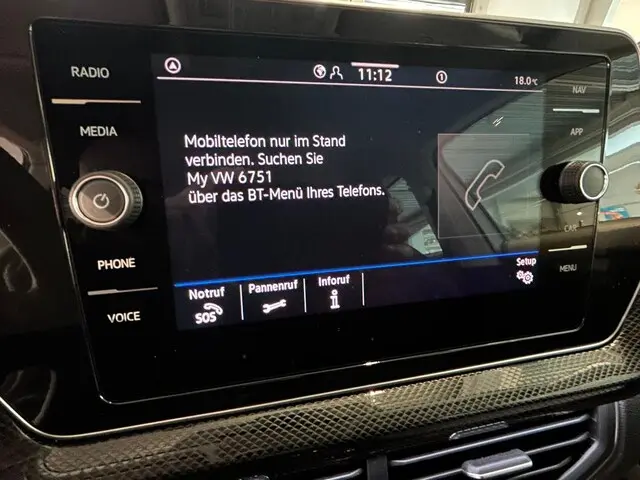 RADIO
MEDIA
PHONE
VOICE
11:12
1
18.0°C
Mobiltelefon nur im Stand
verbinden. Suchen Sie
My VW 6751
über das BT-Menü Ihres Telefons.
Notruf
SOS
Pannenruf
Inforuf
Setup
NAV
APP
CAR
MENU